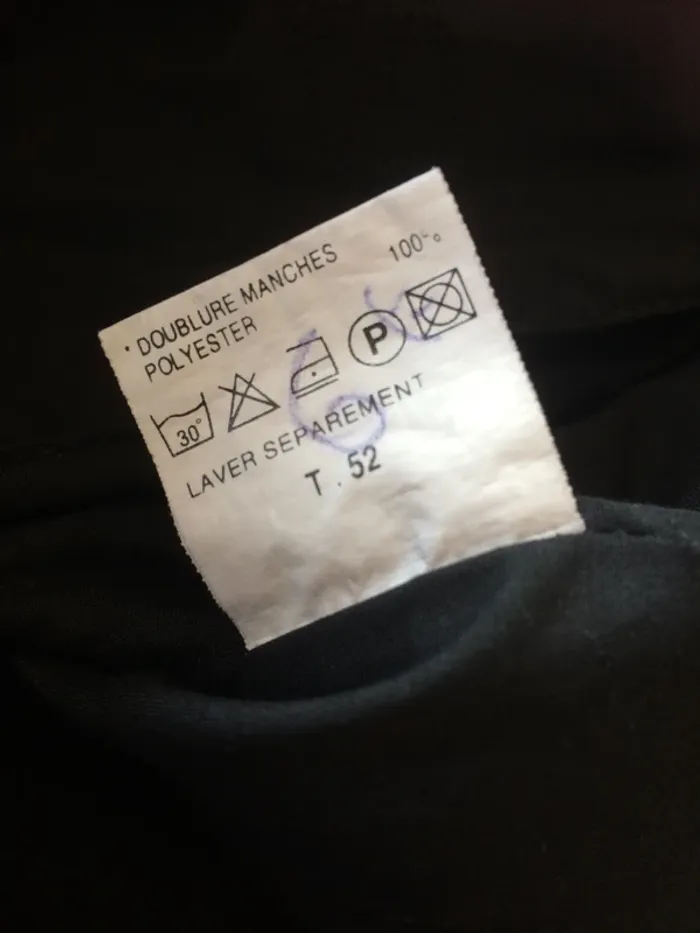 · DOUBLURE MANCHES
POLYESTER 100%
30°
P
LAVER SEPAREMENT
T. 52